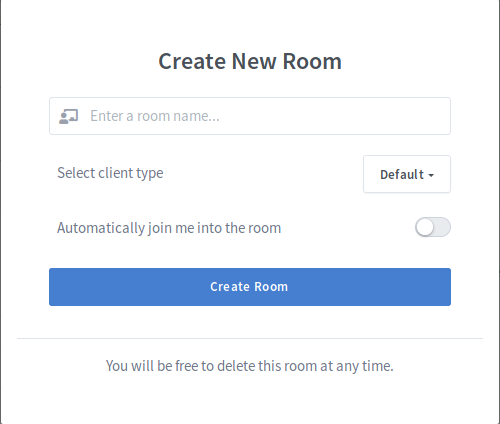 Create New Room
Enter a room name...
Select client type
Default
Automatically join me into the room
Create Room
You will be free to delete this room at any time.